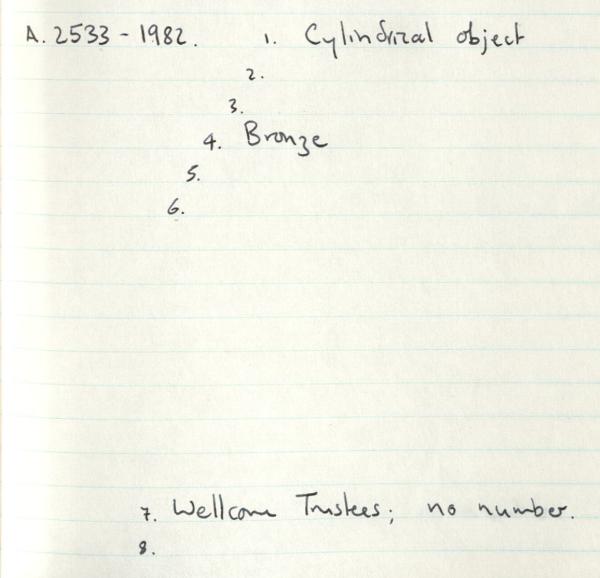 A. 2533 - 1982. 1. Cylindrical object
2.
3.
4. Bronze
5.
6.
7. Wellcome Trustees; no number.
8.